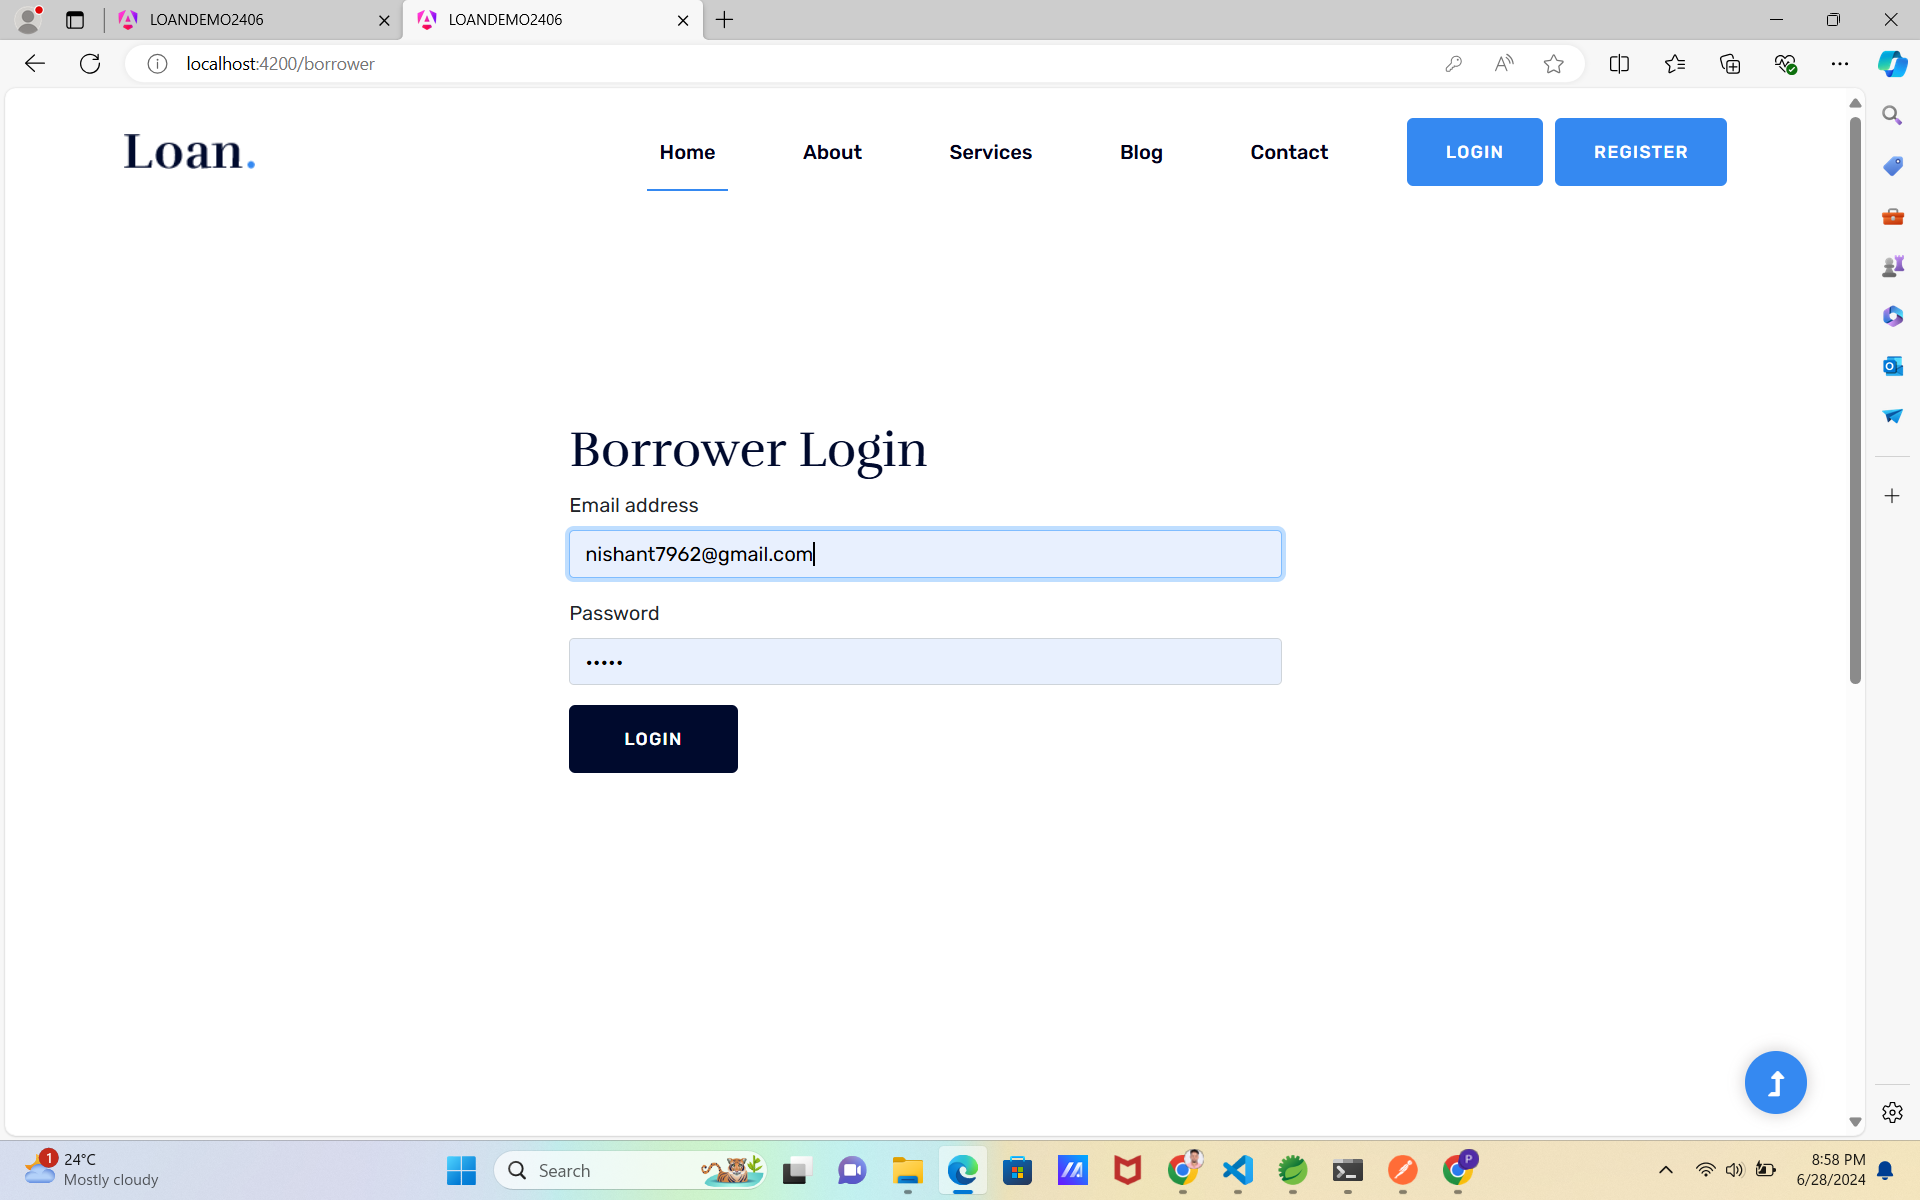 LOANDEMO2406
LOANDEMO2406
localhost:4200/borrower
Loan.
Home
About
Services
Blog
Contact
LOGIN
REGISTER
Borrower Login
Email address
nishant7962@gmail.com
Password
•••••
LOGIN
1
24°C
Mostly cloudy
Search
P
8:58 PM
6/28/2024